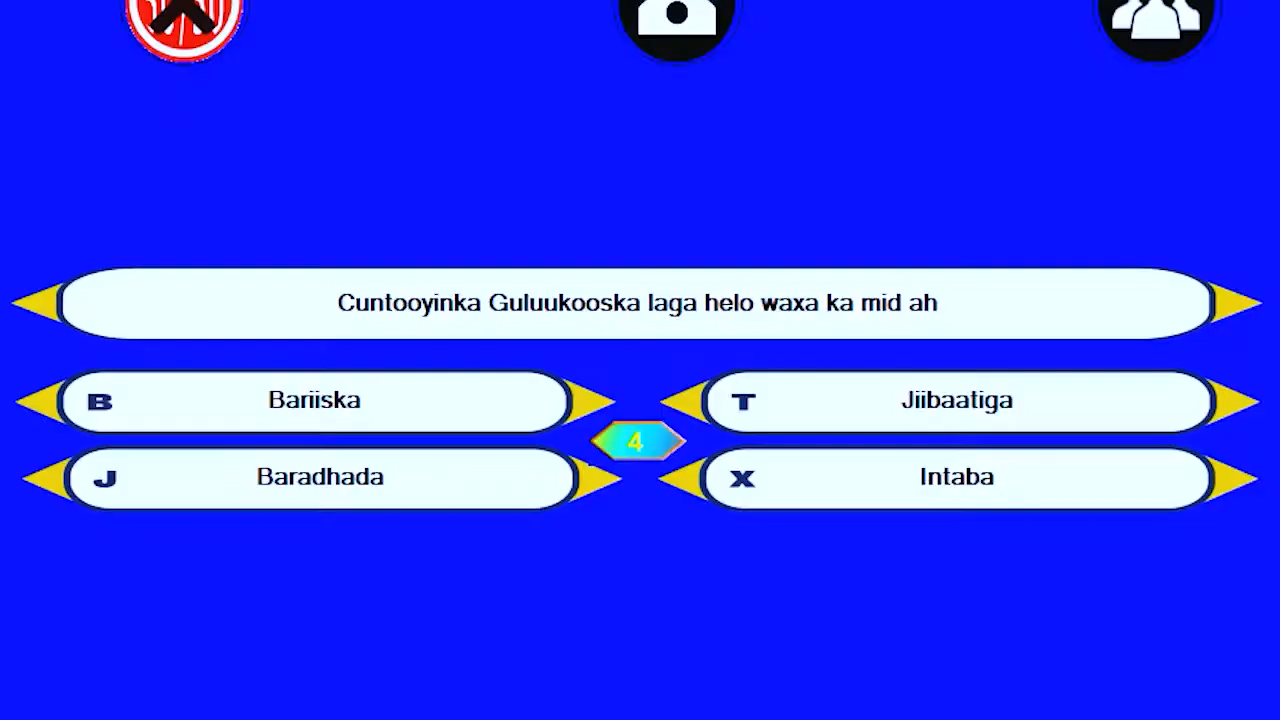 Cuntooyinka Guluukooska laga helo waxa ka mid ah
B Bariiska
T Jiibaatiga
4
J Baradhada
X Intaba